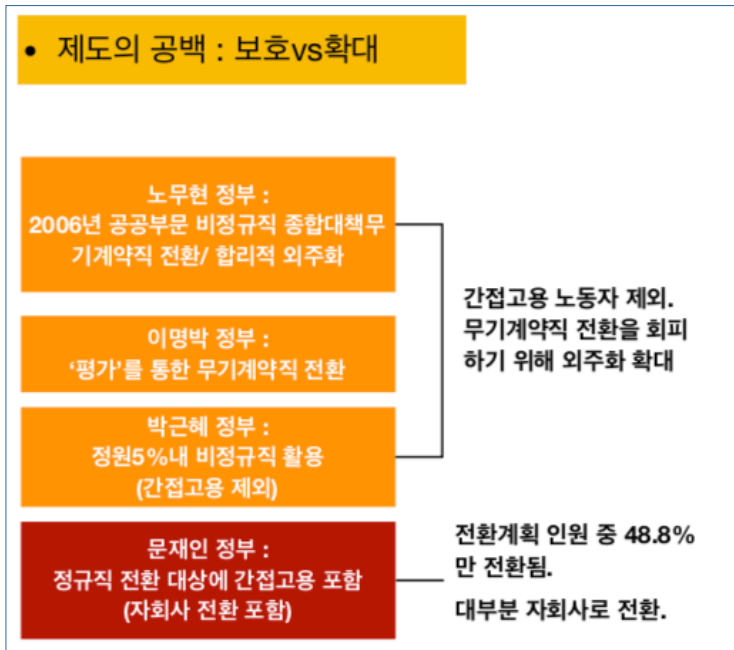 • 제도의 공백 : 보호vs확대
노무현 정부 :
2006년 공공부문 비정규직 종합대책무
기계약직 전환/ 합리적 외주화
이명박 정부 :
‘평가’를 통한 무기계약직 전환
박근혜 정부 :
정원5%내 비정규직 활용
(간접고용 제외)
간접고용 노동자 제외.
무기계약직 전환을 회피
하기 위해 외주화 확대
문재인 정부 :
정규직 전환 대상에 간접고용 포함
(자회사 전환 포함)
전환계획 인원 중 48.8%
만 전환됨.
대부분 자회사로 전환.